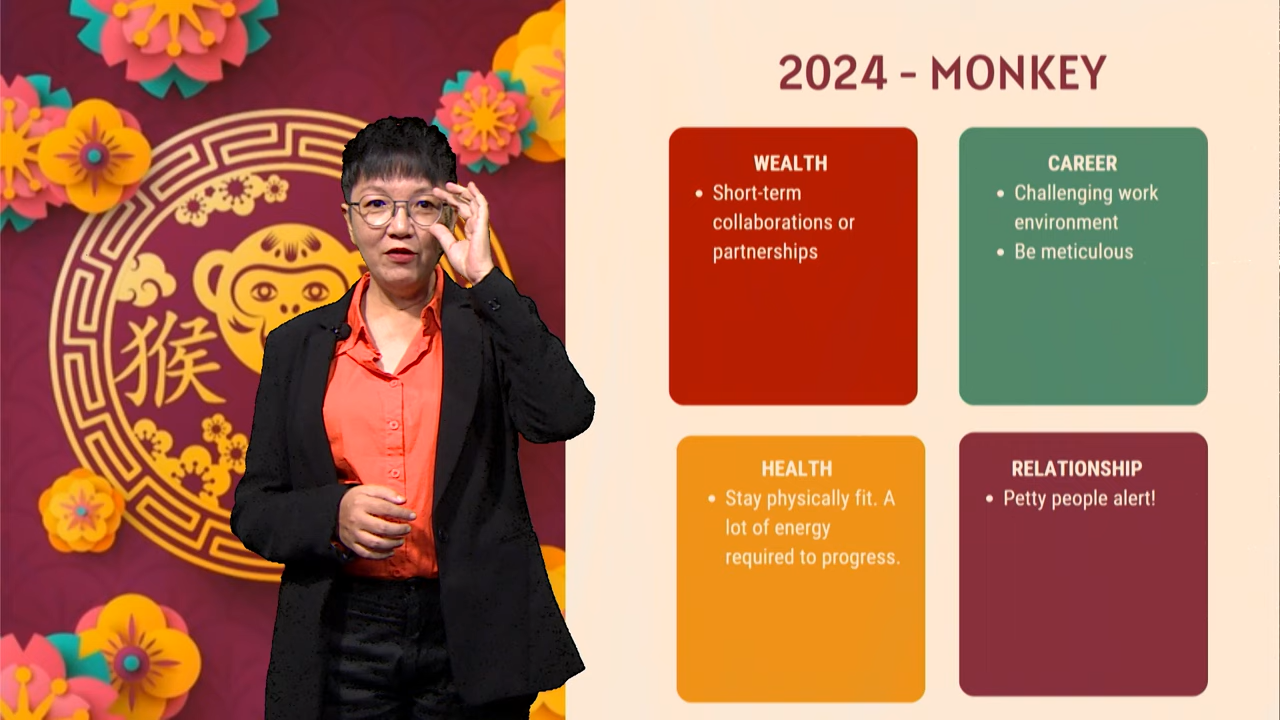 猴
2024 - MONKEY
WEALTH
• Short-term
collaborations or
partnerships
CAREER
• Challenging work
environment
• Be meticulous
HEALTH
• Stay physically fit. A
lot of energy
required to progress.
RELATIONSHIP
• Petty people alert!